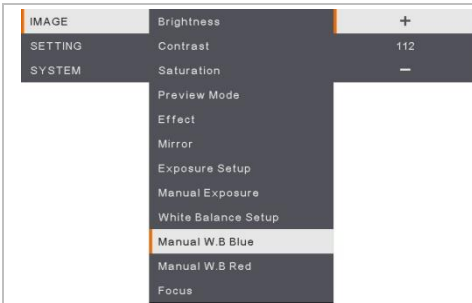 IMAGE
SETTING
SYSTEM
Brightness
Contrast
Saturation
Preview Mode
Effect
Mirror
Exposure Setup
Manual Exposure
White Balance Setup
Manual W.B Blue
Manual W.B Red
Focus
+
112
−